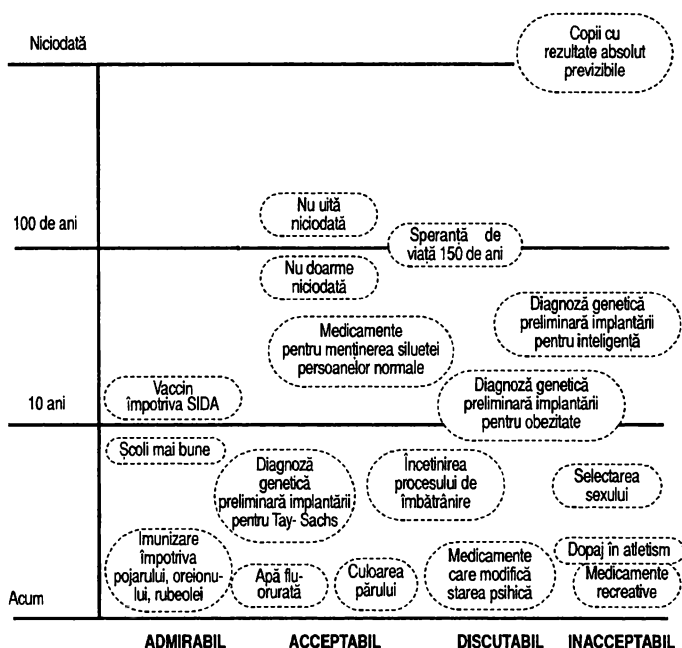 Niciodată
Copii cu
rezultate absolut
previzibile
100 de ani
Nu uită
niciodată
Speranță de
viață 150 de ani
Nu doarme
niciodată
Diagnoză genetică
preliminară implantării
pentru inteligență
Medicamente
pentru menținerea siluetei
persoanelor normale
10 ani
Vaccin
împotriva SIDA
Diagnoză genetică
preliminară implantării
pentru obezitate
Școli mai bune
Diagnoză
genetică
preliminară implantării
pentru Tay- Sachs
Încetinirea
procesului de
îmbătrânire
Selectarea
sexului
Acum
Imunizare
împotriva
pojarului, oreionu-
lui, rubeolei
Apă flu-
orurată
Culoarea
părului
Medicamente
care modifică
starea psihică
Dopaj în atletism
Medicamente
recreative
ADMIRABIL ACCEPTABIL DISCUTABIL INACCEPTABIL